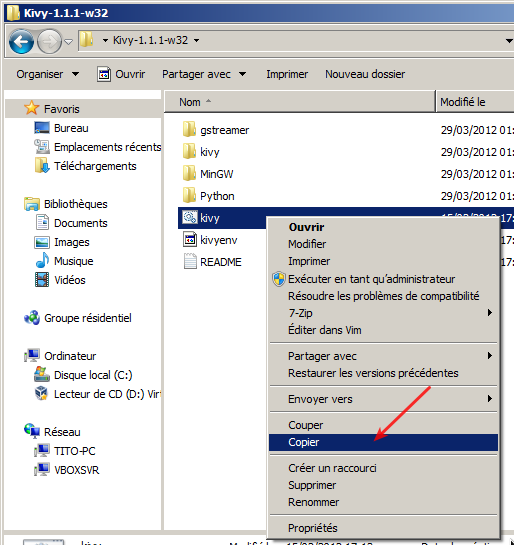 Kivy-1.1.1-w32
Kivy-1.1.1-w32
Organiser Ouvrir Partager avec Imprimer Nouveau dossier
Favoris
Bureau
Emplacements récents
Téléchargements
Bibliothèques
Documents
Images
Musique
Vidéos
Groupe résidentiel
Ordinateur
Disque local (C:)
Lecteur de CD (D:) Virt
Réseau
TITO-PC
VBOXSVR
Nom Modifié le
gstreamer 29/03/2012 01:
kivy 29/03/2012 01:
MinGW 29/03/2012 01:
Python 29/03/2012 01:
kivy
kivyenv
README
Ouvrir
Modifier
Imprimer
Exécuter en tant qu'administrateur
Résoudre les problèmes de compatibilité
7-Zip
Éditer dans Vim
Partager avec
Restaurer les versions précédentes
Envoyer vers
Couper
Copier
Créer un raccourci
Supprimer
Renommer
Propriétés